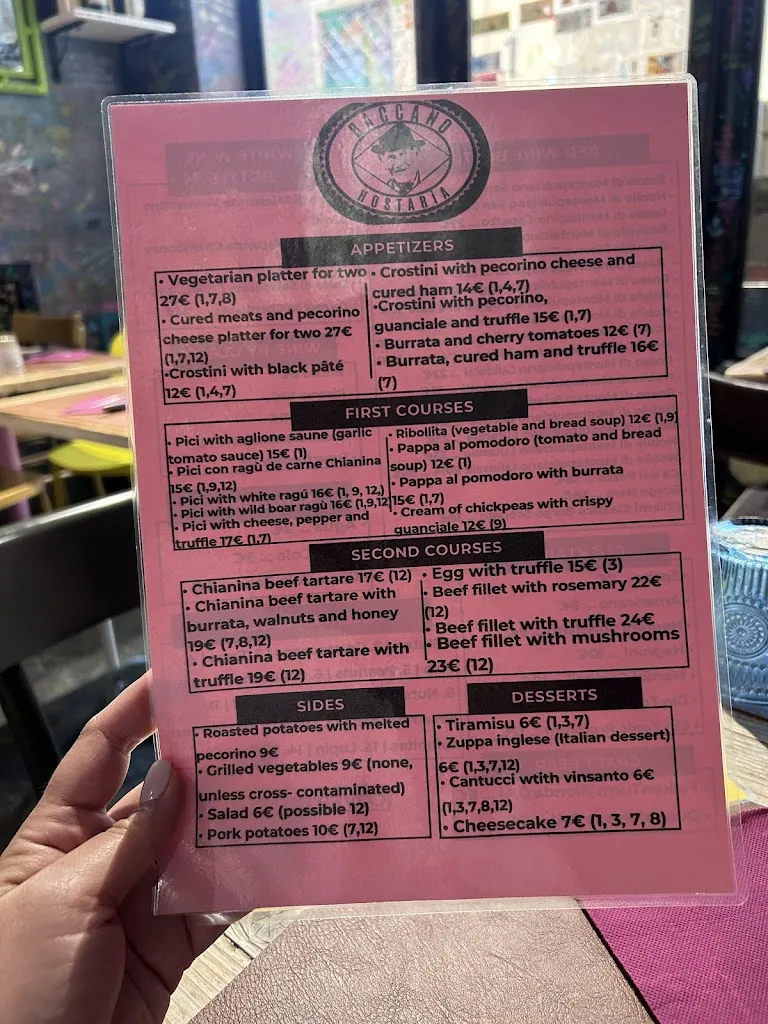 BACCANO
HOSTARIA
APPETIZERS
• Vegetarian platter for two
27€ (1,7,8)
• Cured meats and pecorino
cheese platter for two 27€
(1,7,12)
•Crostini with black pâté
12€ (1,4,7)
• Crostini with pecorino cheese and
cured ham 14€ (1,4,7)
•Crostini with pecorino,
guanciale and truffle 15€ (1,7)
• Burrata and cherry tomatoes 12€ (7)
• Burrata, cured ham and truffle 16€
(7)
FIRST COURSES
• Pici with aglione saune (garlic
tomato sauce) 15€ (1)
• Pici con ragù de carne Chianina
15€ (1,9,12)
• Pici with white ragú 16€ (1, 9, 12,)
• Pici with wild boar ragù 16€ (1,9,12)
• Pici with cheese, pepper and
truffle 17€ (1,7)
• Ribollita (vegetable and bread soup) 12€ (1,9)
• Pappa al pomodoro (tomato and bread
soup) 12€ (1)
• Pappa al pomodoro with burrata
15€ (1,7)
• Cream of chickpeas with crispy
guanciale 12€ (9)
SECOND COURSES
• Chianina beef tartare 17€ (12)
• Chianina beef tartare with
burrata, walnuts and honey
19€ (7,8,12)
• Chianina beef tartare with
truffle 19€ (12)
• Egg with truffle 15€ (3)
• Beef fillet with rosemary 22€
(12)
• Beef fillet with truffle 24€
• Beef fillet with mushrooms
23€ (12)
SIDES
• Roasted potatoes with melted
pecorino 9€
• Grilled vegetables 9€ (none,
unless cross- contaminated)
• Salad 6€ (possible 12)
• Pork potatoes 10€ (7,12)
DESSERTS
• Tiramisu 6€ (1,3,7)
• Zuppa inglese (Italian dessert)
6€ (1,3,7,12)
• Cantucci wtith vinsanto 6€
(1,3,7,8,12)
• Cheesecake 7€ (1, 3, 7, 8)